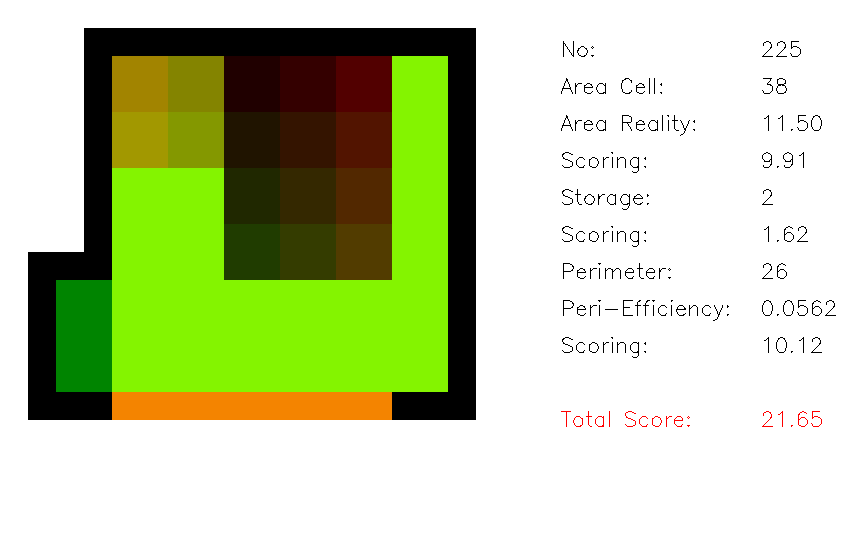 No: 225
Area Cell: 38
Area Reality: 11.50
Scoring: 9.91
Storage: 2
Scoring: 1.62
Perimeter: 26
Peri-Efficiency: 0.0562
Scoring: 10.12
Total Score: 21.65